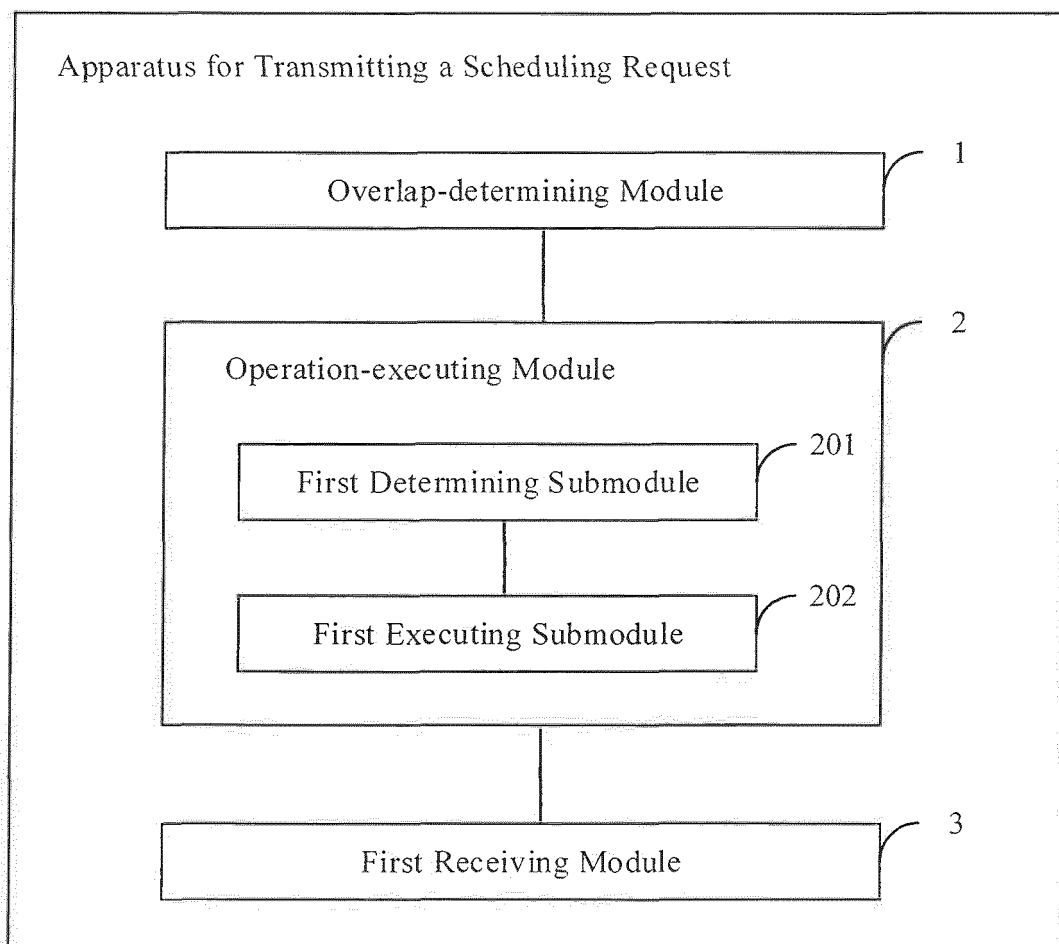 Apparatus for Transmitting a Scheduling Request
1
Overlap-determining Module
2
Operation-executing Module
201
First Determining Submodule
202
First Executing Submodule
3
First Receiving Module